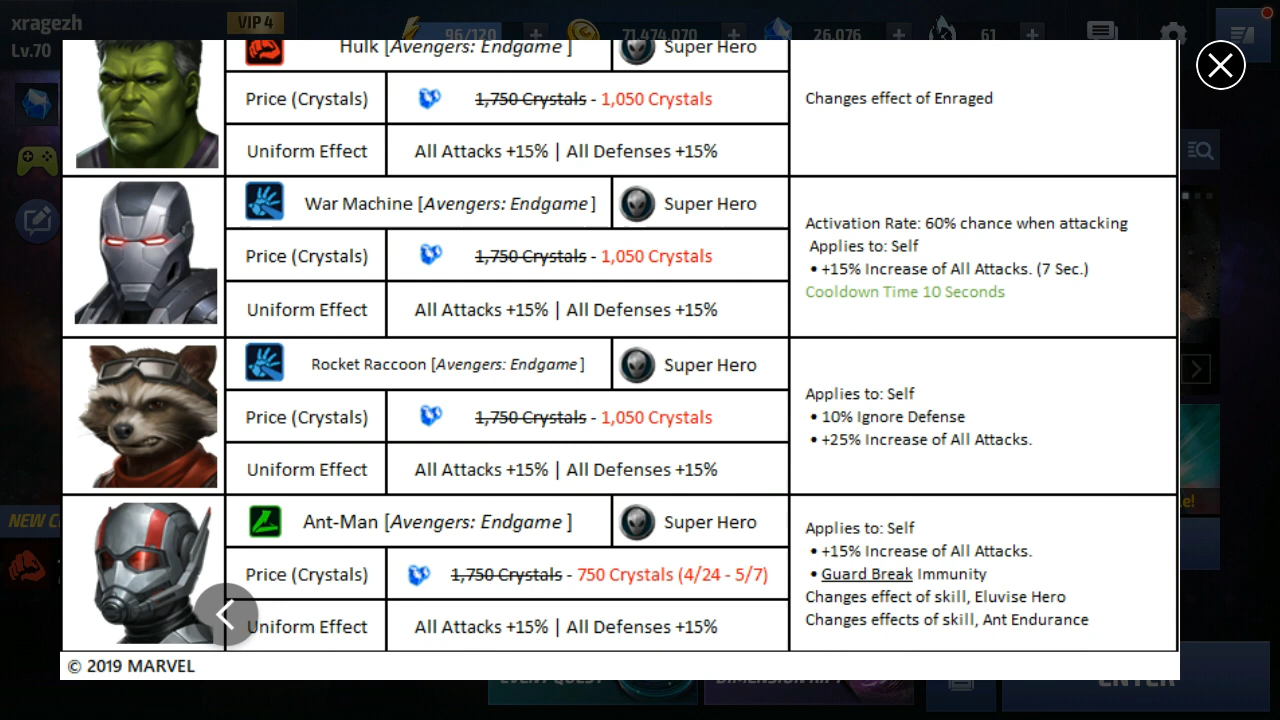 xragezh
VIP 4
Lv.70
96/120
71,474,070
26,076
61
Hulk [Avengers: Endgame ]
Super Hero
Price (Crystals)
1,750 Crystals - 1,050 Crystals
Changes effect of Enraged
Uniform Effect
All Attacks +15% | All Defenses +15%
War Machine [Avengers: Endgame ]
Super Hero
Price (Crystals)
1,750 Crystals - 1,050 Crystals
Uniform Effect
All Attacks +15% | All Defenses +15%
Activation Rate: 60% chance when attacking
Applies to: Self
• +15% Increase of All Attacks. (7 Sec.)
Cooldown Time 10 Seconds
Rocket Raccoon [Avengers: Endgame ]
Super Hero
Price (Crystals)
1,750 Crystals - 1,050 Crystals
Uniform Effect
All Attacks +15% | All Defenses +15%
Applies to: Self
• 10% Ignore Defense
• +25% Increase of All Attacks.
Ant-Man [Avengers: Endgame ]
Super Hero
Price (Crystals)
1,750 Crystals - 750 Crystals (4/24 - 5/7)
Uniform Effect
All Attacks +15% | All Defenses +15%
Applies to: Self
• +15% Increase of All Attacks.
• Guard Break Immunity
Changes effect of skill, Eluvise Hero
Changes effects of skill, Ant Endurance
NEW C
e!
© 2019 MARVEL
EVENT QUEST
DIMENSION RIFT
ENTER